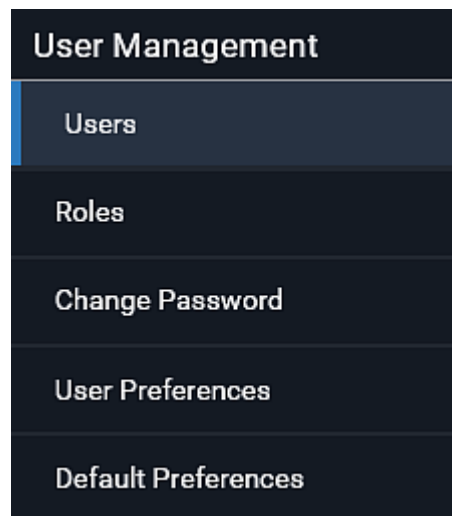 User Management
Users
Roles
Change Password
User Preferences
Default Preferences